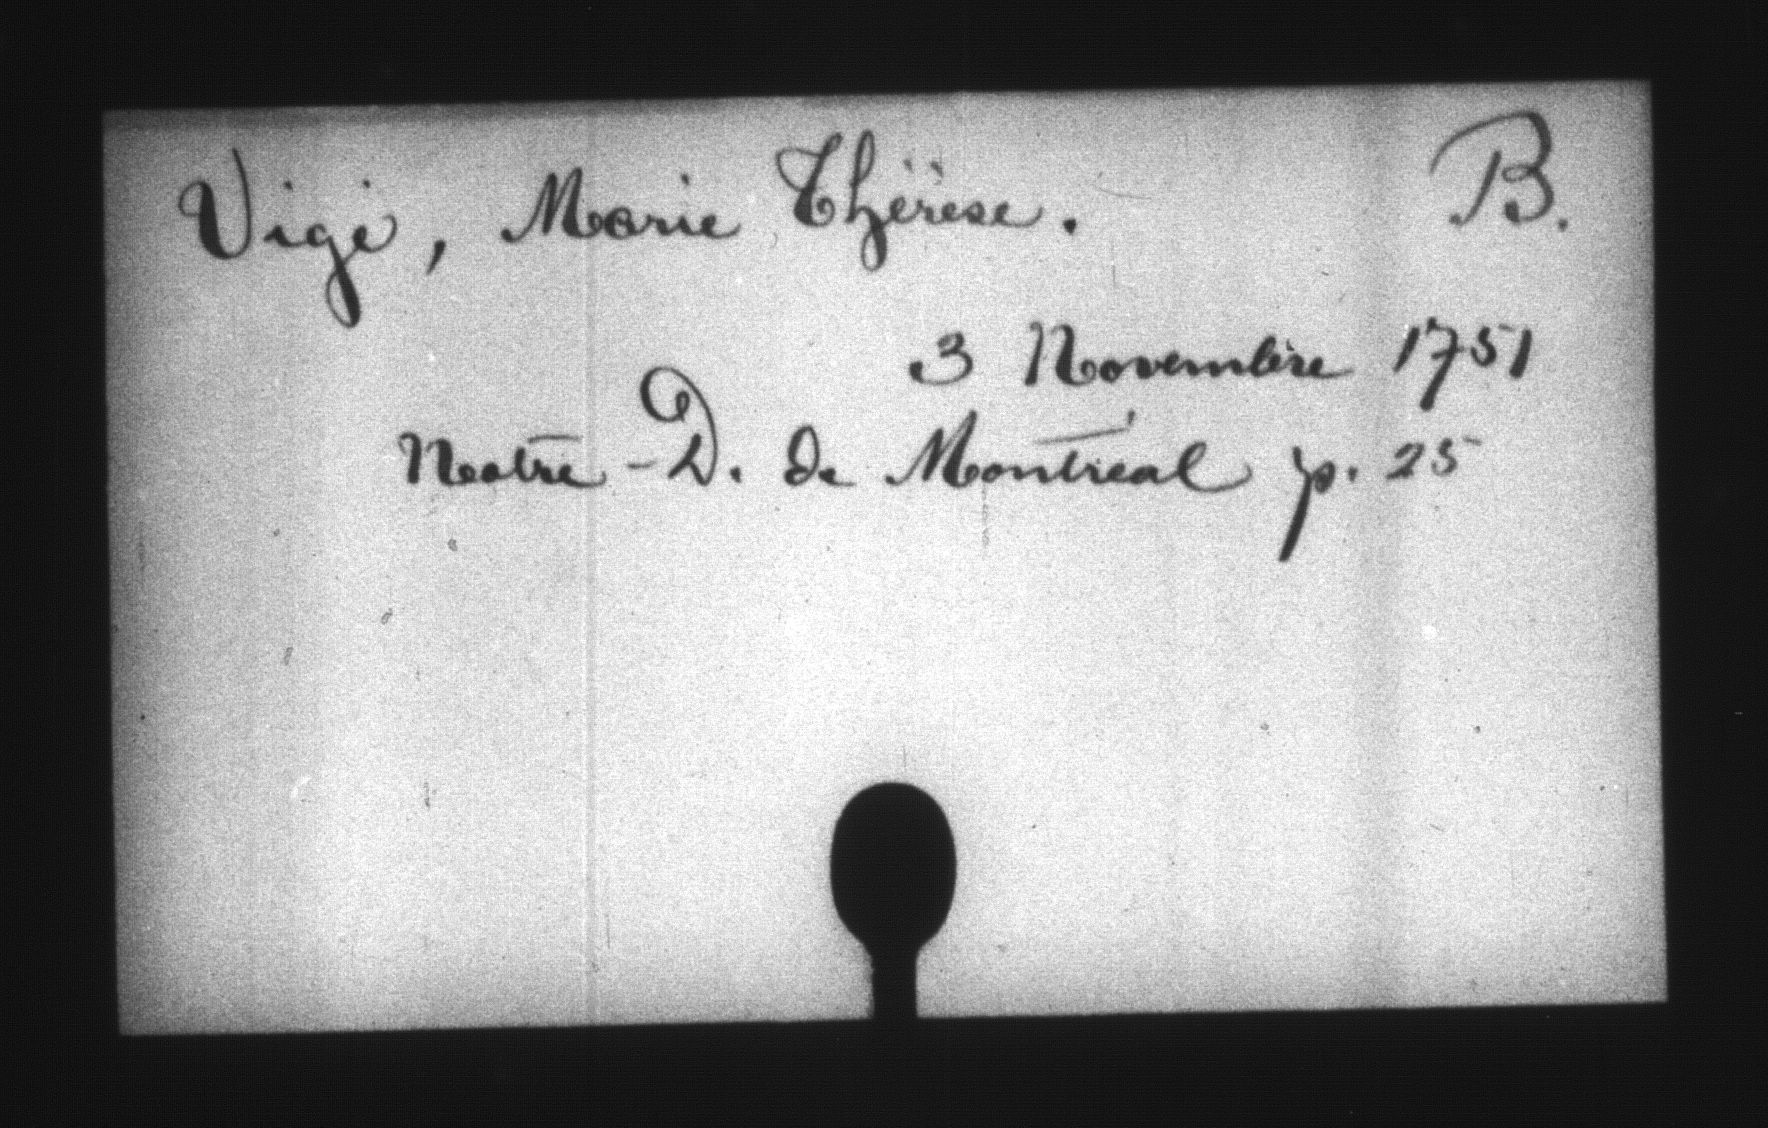 Vigé, Marie Thérèse. B.
3 Novembre 1751
Notre-D. de Montréal p. 25